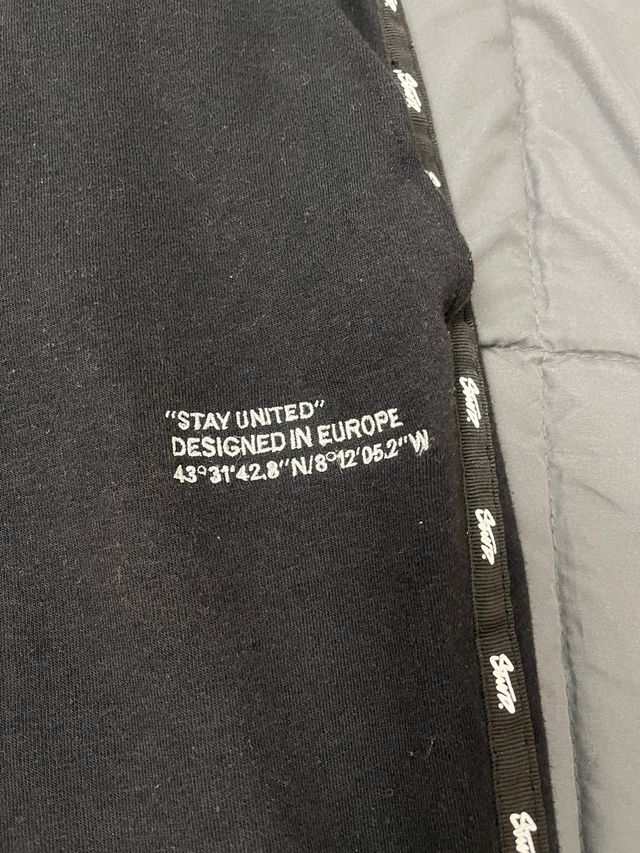 "STAY UNITED"
DESIGNED IN EUROPE
43°31'42.8"N/8°12'05.2"W